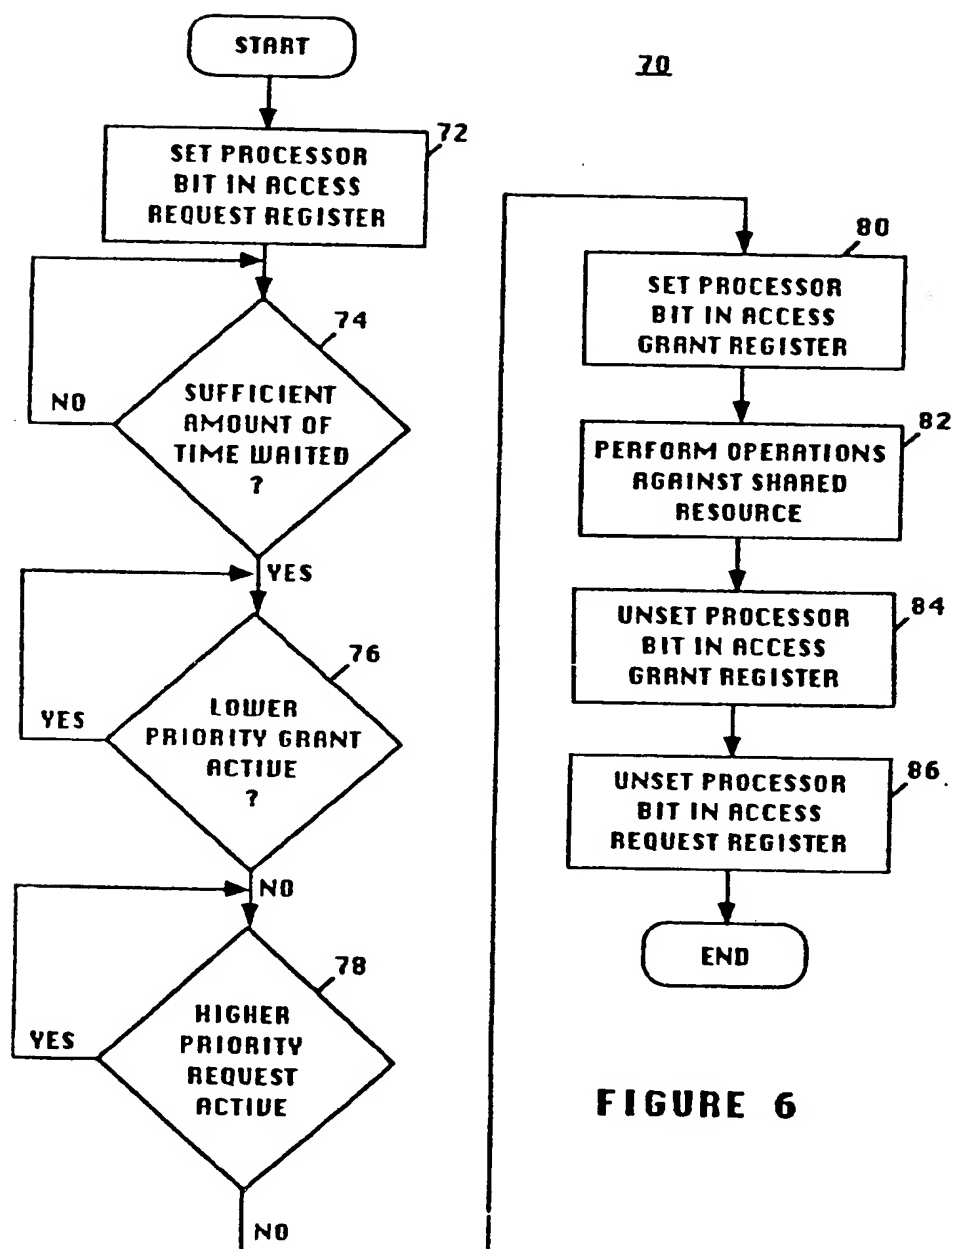 START
70
72
SET PROCESSOR
BIT IN ACCESS
REQUEST REGISTER
74
SUFFICIENT
AMOUNT OF
TIME WAITED
?
NO
YES
76
LOWER
PRIORITY GRANT
ACTIVE
?
YES
NO
78
HIGHER
PRIORITY
REQUEST
ACTIVE
YES
NO
80
SET PROCESSOR
BIT IN ACCESS
GRANT REGISTER
82
PERFORM OPERATIONS
AGAINST SHARED
RESOURCE
84
UNSET PROCESSOR
BIT IN ACCESS
GRANT REGISTER
86
UNSET PROCESSOR
BIT IN ACCESS
REQUEST REGISTER
END
FIGURE 6